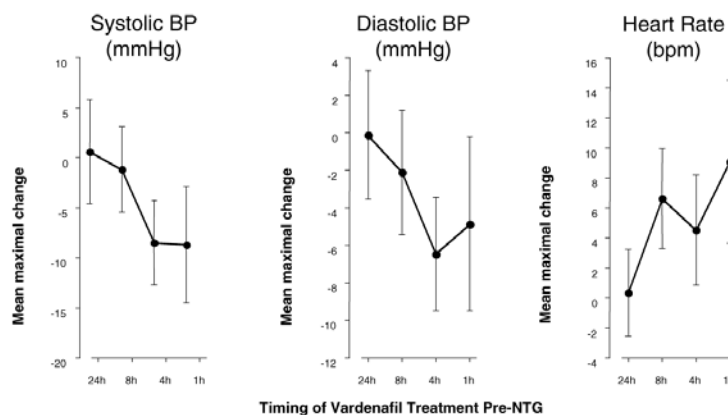 Systolic BP
(mmHg)
Mean maximal change
10
5
0
-5
-10
-15
-20
24h 8h 4h 1h
Diastolic BP
(mmHg)
Mean maximal change
4
2
0
-2
-4
-6
-8
-10
-12
24h 8h 4h 1h
Heart Rate
(bpm)
Mean maximal change
16
14
12
10
8
6
4
2
0
-2
-4
24h 8h 4h
Timing of Vardenafil Treatment Pre-NTG